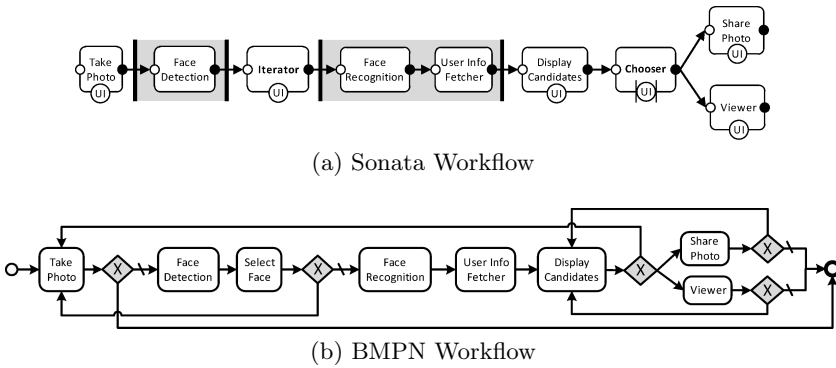 Take
Photo
UI
Face
Detection
Iterator
UI
Face
Recognition
User Info
Fetcher
Display
Candidates
UI
Chooser
UI
Share
Photo
UI
Viewer
UI
(a) Sonata Workflow
Take
Photo
X
Face
Detection
Select
Face
X
Face
Recognition
User Info
Fetcher
Display
Candidates
X
Share
Photo
X
Viewer
X
(b) BMPN Workflow